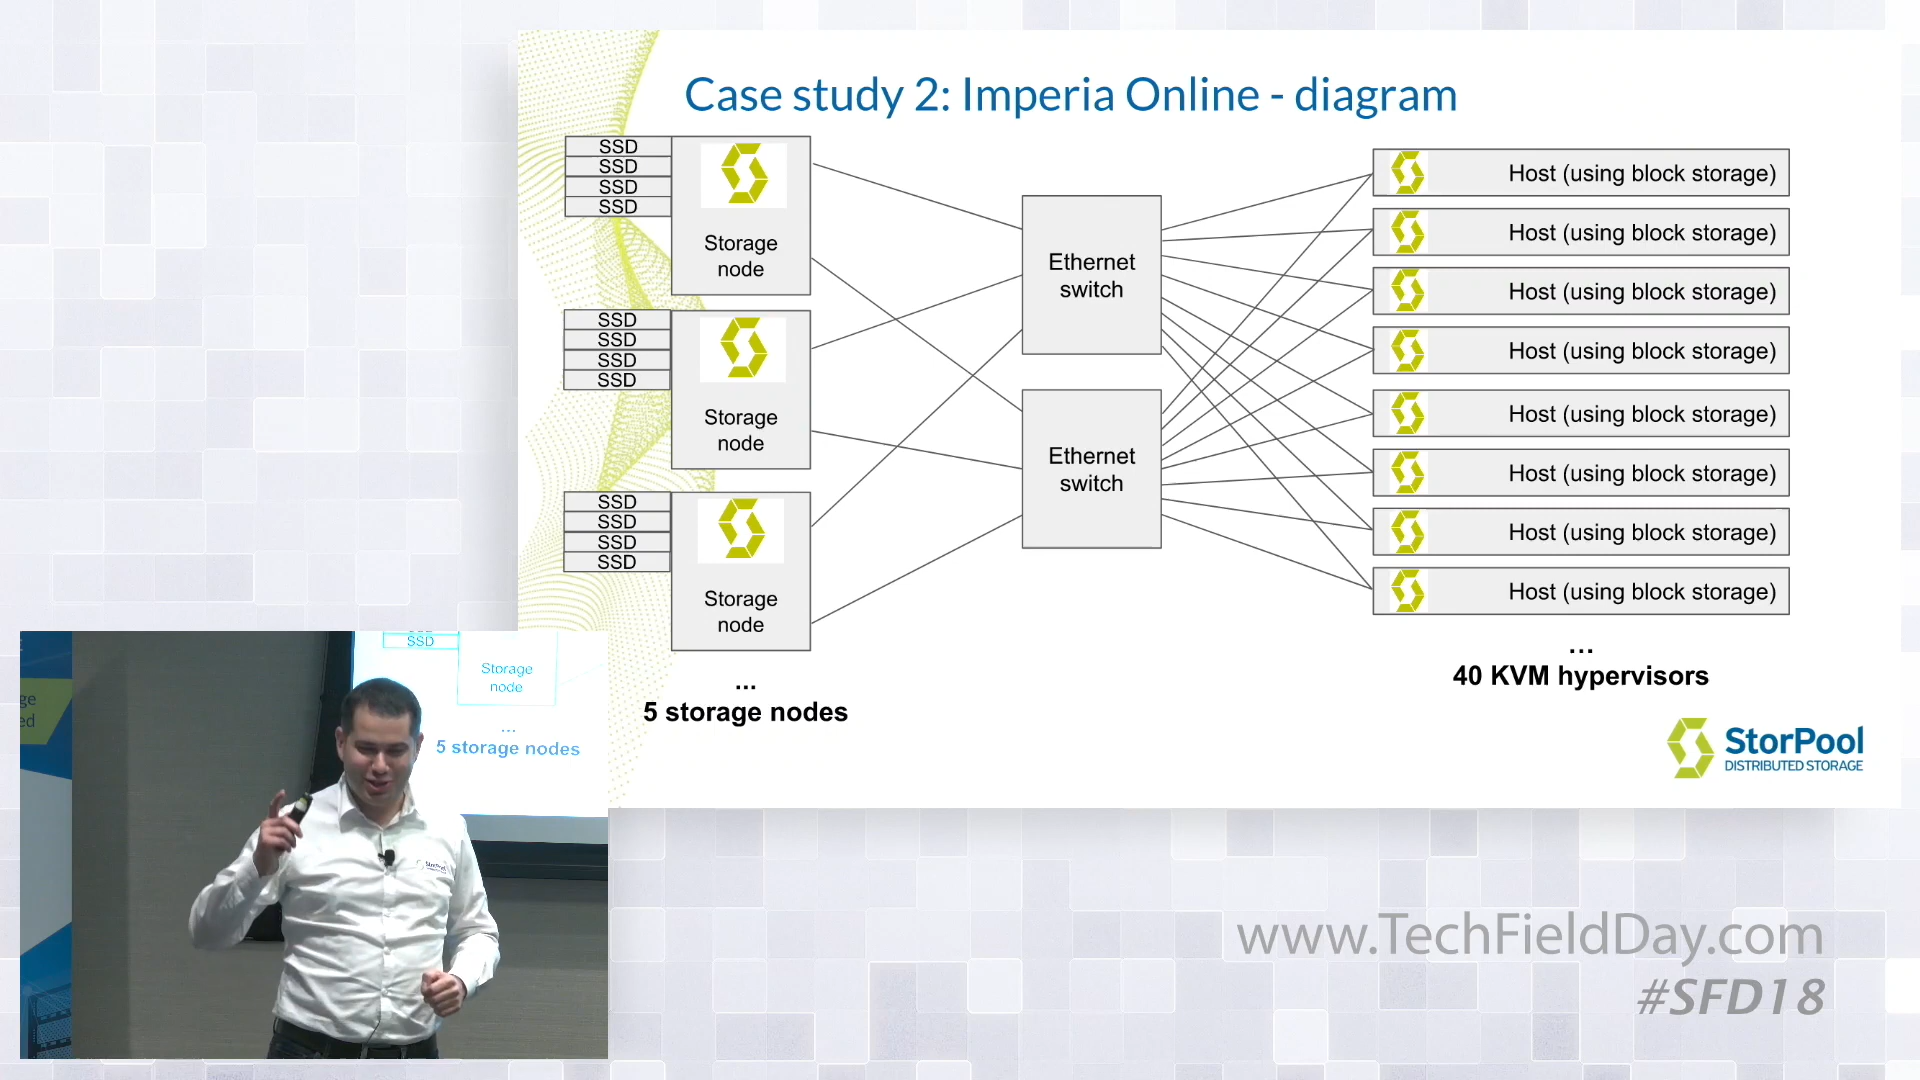 Case study 2: Imperia Online - diagram
SSD
SSD
SSD
SSD
Storage
node
SSD
SSD
SSD
SSD
Storage
node
SSD
SSD
SSD
SSD
Storage
node
...
5 storage nodes
Ethernet
switch
Ethernet
switch
Host (using block storage)
Host (using block storage)
Host (using block storage)
Host (using block storage)
Host (using block storage)
Host (using block storage)
Host (using block storage)
Host (using block storage)
...
40 KVM hypervisors
StorPool
DISTRIBUTED STORAGE
SSD
Storage
node
...
5 storage nodes
ge
ed
StorPool
www.TechFieldDay.com
#SFD18